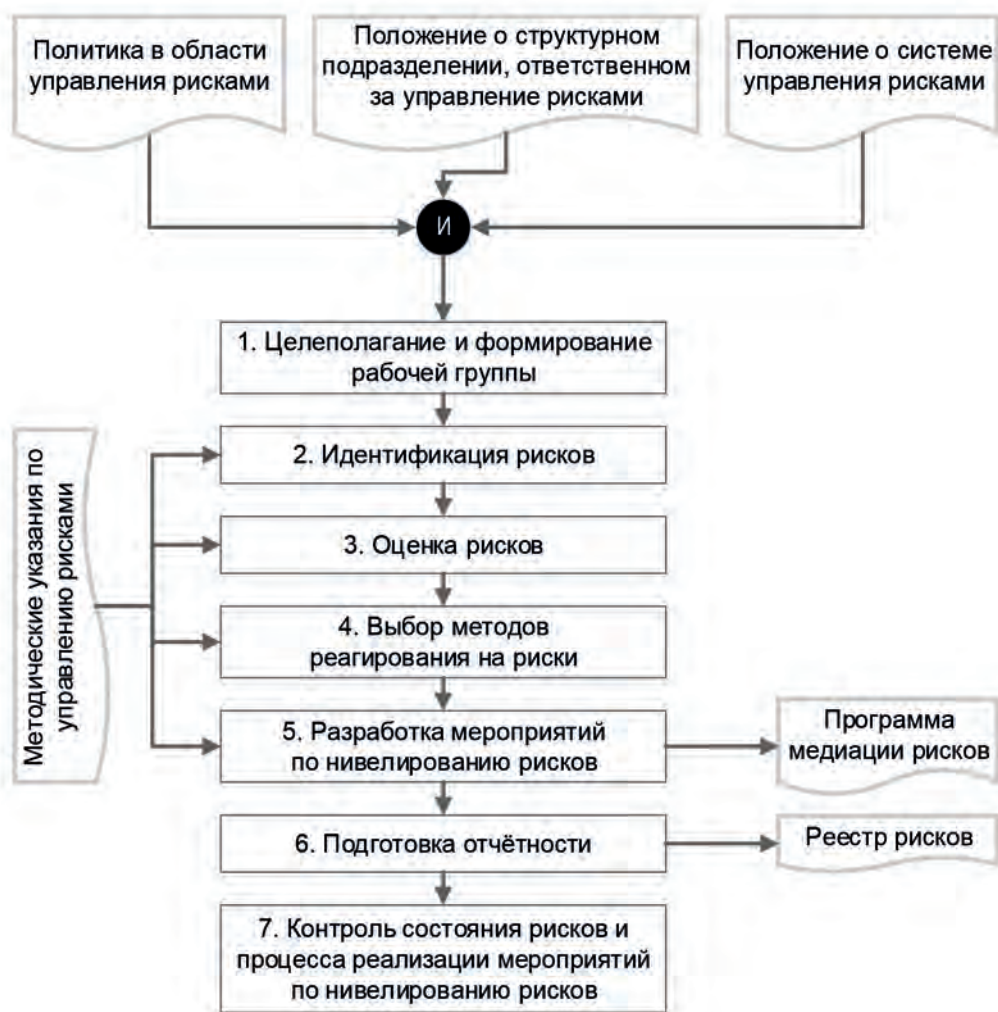 Политика в области
управления рисками
Положение о структурном
подразделении, ответственном
за управление рисками
Положение о системе
управления рисками
И
1. Целеполагание и формирование
рабочей группы
Методические указания по
управлению рисками
2. Идентификация рисков
3. Оценка рисков
4. Выбор методов
реагирования на риски
5. Разработка мероприятий
по нивелированию рисков
Программа
медиации рисков
6. Подготовка отчётности
Реестр рисков
7. Контроль состояния рисков и
процесса реализации мероприятий
по нивелированию рисков